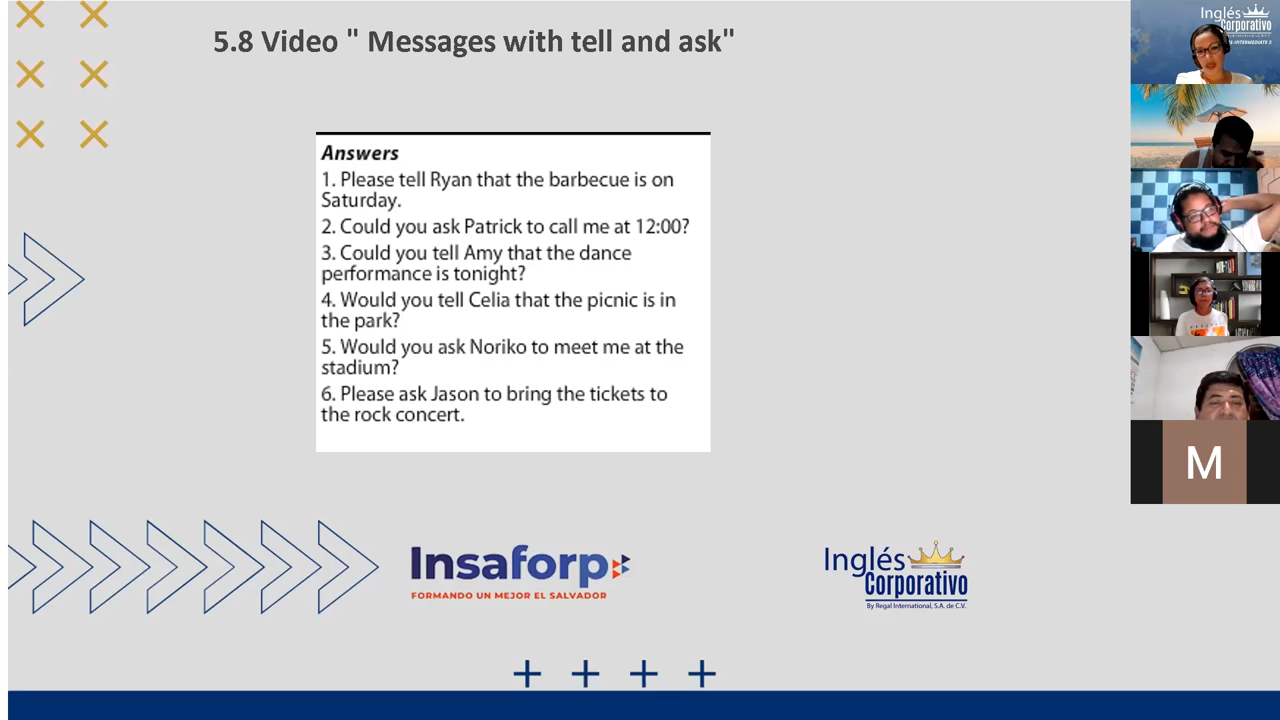 5.8 Video " Messages with tell and ask"
Answers
1. Please tell Ryan that the barbecue is on
Saturday.
2. Could you ask Patrick to call me at 12:00?
3. Could you tell Amy that the dance
performance is tonight?
4. Would you tell Celia that the picnic is in
the park?
5. Would you ask Noriko to meet me at the
stadium?
6. Please ask Jason to bring the tickets to
the rock concert.
Insaforp
FORMANDO UN MEJOR EL SALVADOR
Inglés
Corporativo
By Regal International, S.A. de C.V.
Inglés
Corporativo
M